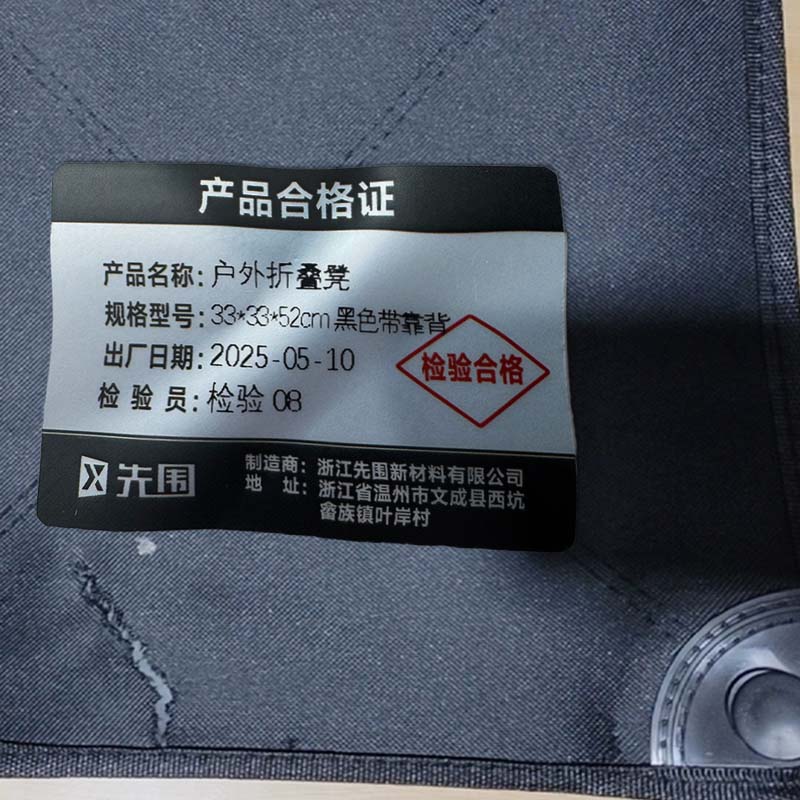 产品合格证
产品名称：户外折叠凳
规格型号：33*33*52cm 黑色带靠背
出厂日期：2025-05-10
检验员：检验 08
检验合格
先围
制造商：浙江先围新材料有限公司
地址：浙江省温州市文成县西坑
畲族镇叶岸村